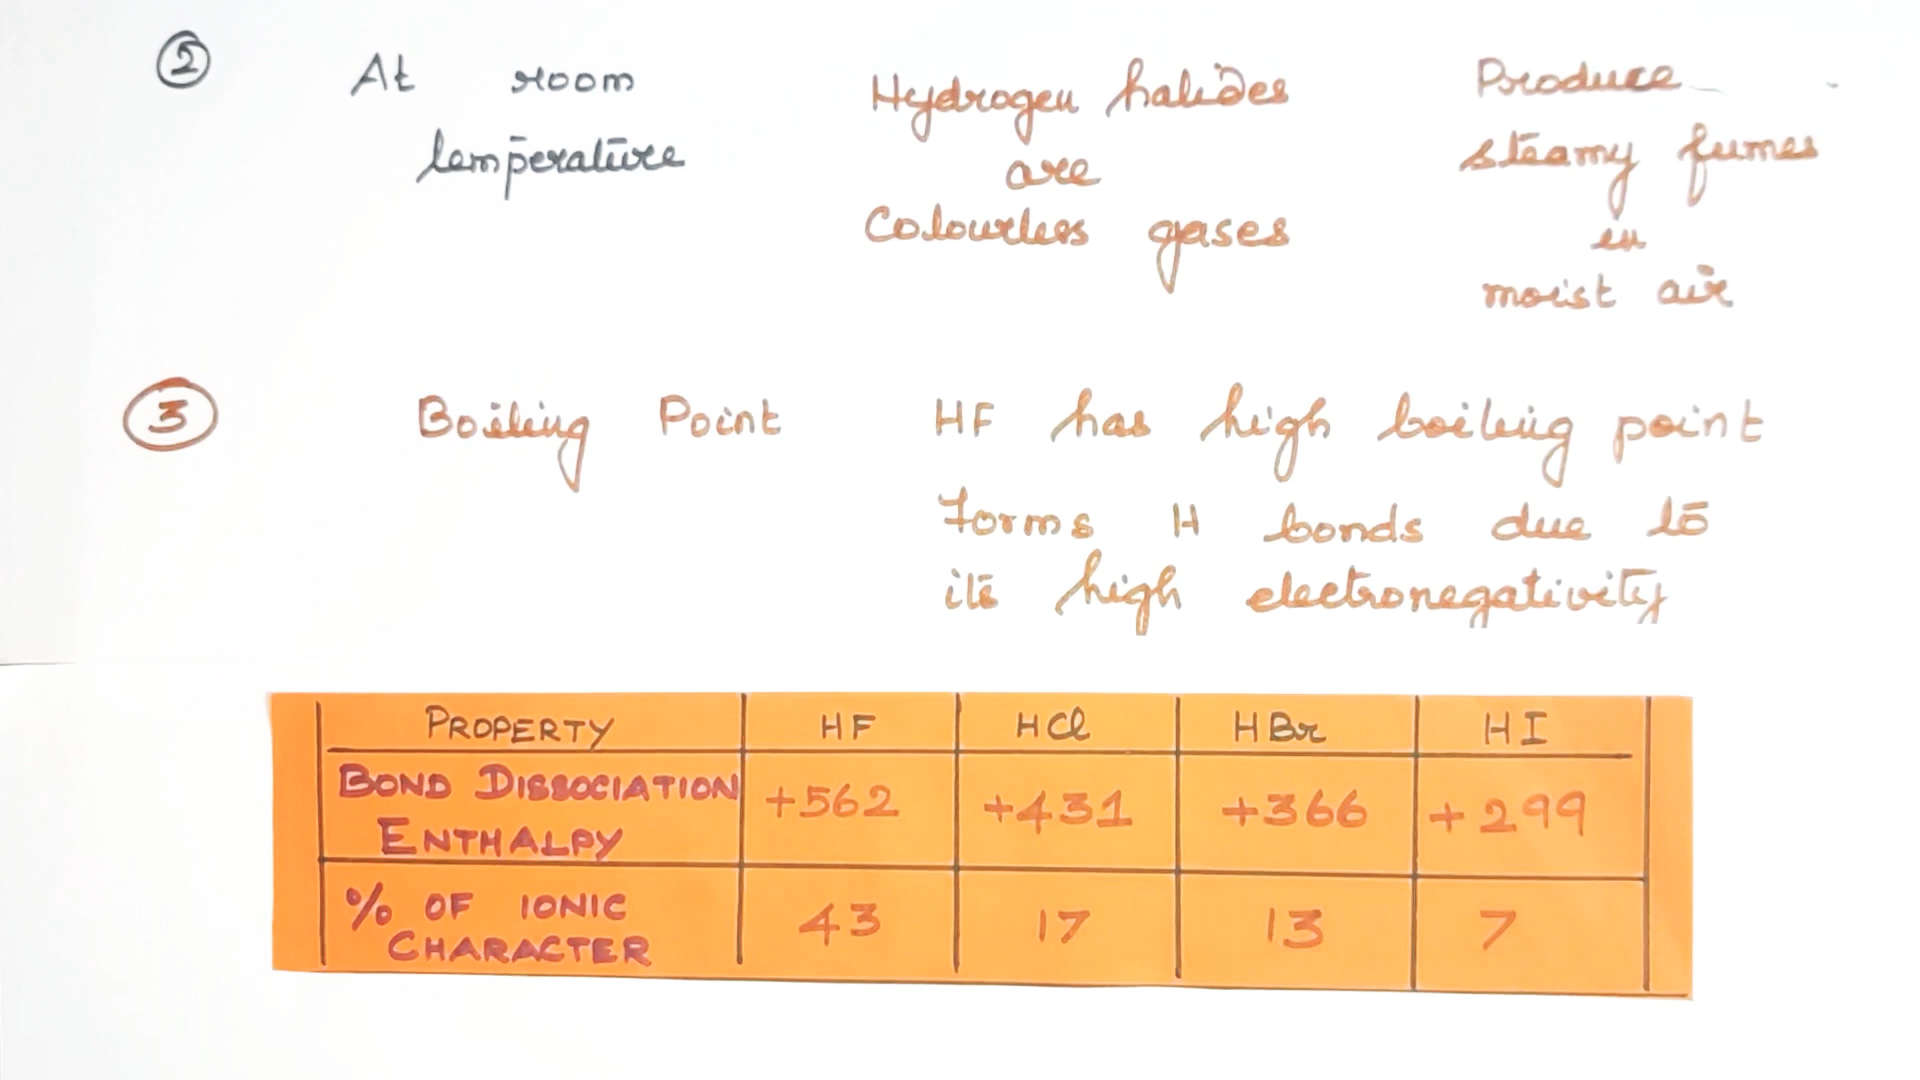 ② At room temperature
Hydrogen halides
are
Colourless gases
Produce
steamy fumes
in
moist air
③ Boiling Point
HF has high boiling point
Forms H bonds due to
its high electronegativity
PROPERTY HF HCl HBr HI
BOND DISSOCIATION ENTHALPY +562 +431 +366 +299
% OF IONIC CHARACTER 43 17 13 7